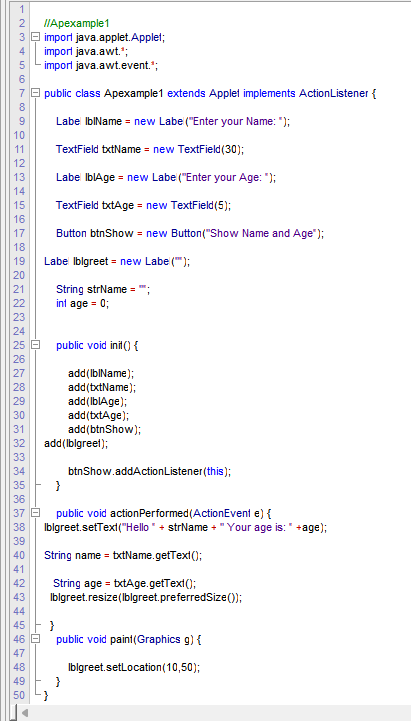 1
2 //Apexample1
3 import java.applet.Applet;
4 import java.awt.*;
5 import java.awt.event.*;
6
7 public class Apexample1 extends Applet implements ActionListener {
8
9 Label lblName = new Label("Enter your Name: ");
10
11 TextField txtName = new TextField(30);
12
13 Label lblAge = new Label("Enter your Age: ");
14
15 TextField txtAge = new TextField(5);
16
17 Button btnShow = new Button("Show Name and Age");
18
19 Label lblgreet = new Label("");
20
21 String strName = "";
22 int age = 0;
23
24
25 public void init() {
26
27 add(lblName);
28 add(txtName);
29 add(lblAge);
30 add(txtAge);
31 add(btnShow);
32 add(lblgreet);
33
34 btnShow.addActionListener(this);
35 }
36
37 public void actionPerformed(ActionEvent e) {
38 lblgreet.setText("Hello " + strName + " Your age is: " +age);
39
40 String name = txtName.getText();
41
42 String age = txtAge.getText();
43 lblgreet.resize(lblgreet.preferredSize());
44
45 }
46 public void paint(Graphics g) {
47
48 lblgreet.setLocation(10,50);
49 }
50 }